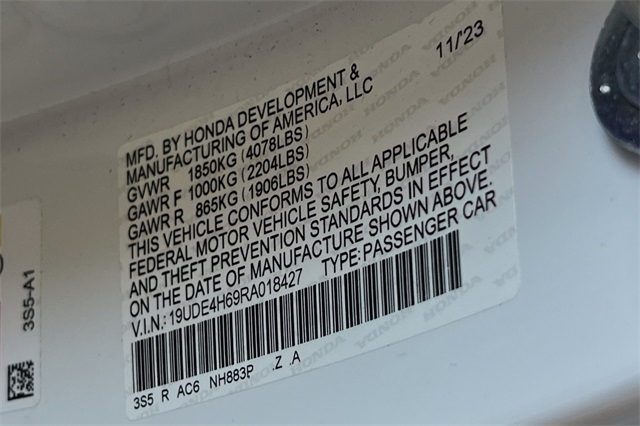 11/'23
MFD. BY HONDA DEVELOPMENT &
MANUFACTURING OF AMERICA, LLC
GVWR 1850KG (4078LBS)
GAWR F 1000KG (2204LBS)
GAWR R 865KG (1906LBS)
THIS VEHICLE CONFORMS TO ALL APPLICABLE
FEDERAL MOTOR VEHICLE SAFETY, BUMPER,
AND THEFT PREVENTION STANDARDS IN EFFECT
ON THE DATE OF MANUFACTURE SHOWN ABOVE.
V.I.N.: 19UDE4H69RA018427 TYPE: PASSENGER CAR
3S5 R AC6 NH883P .Z .A
3S5-A1
HONDA